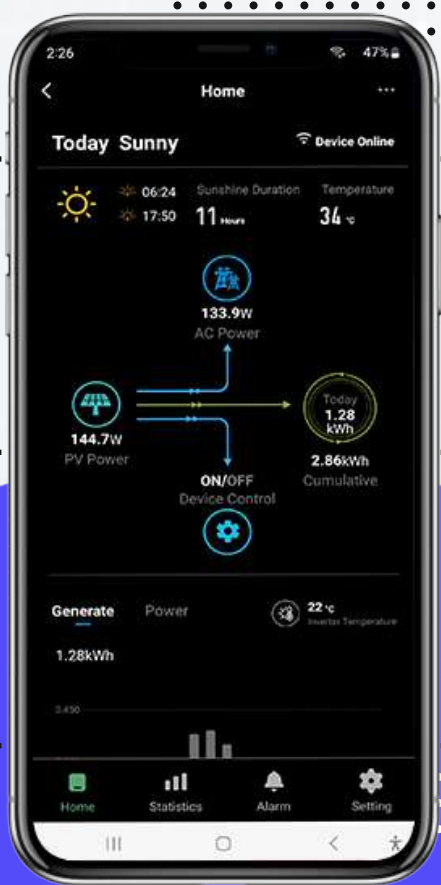 2:26
47%
Home
Today Sunny
Device Online
06:24
17:50
Sunshine Duration
11 Hours
Temperature
34 °C
133.9W
AC Power
144.7W
PV Power
Today
1.28
kWh
2.86kWh
Cumulative
ON/OFF
Device Control
Generate
Power
22 °C
Inverter Temperature
1.28kWh
0.450
Home
Statistics
Alarm
Setting